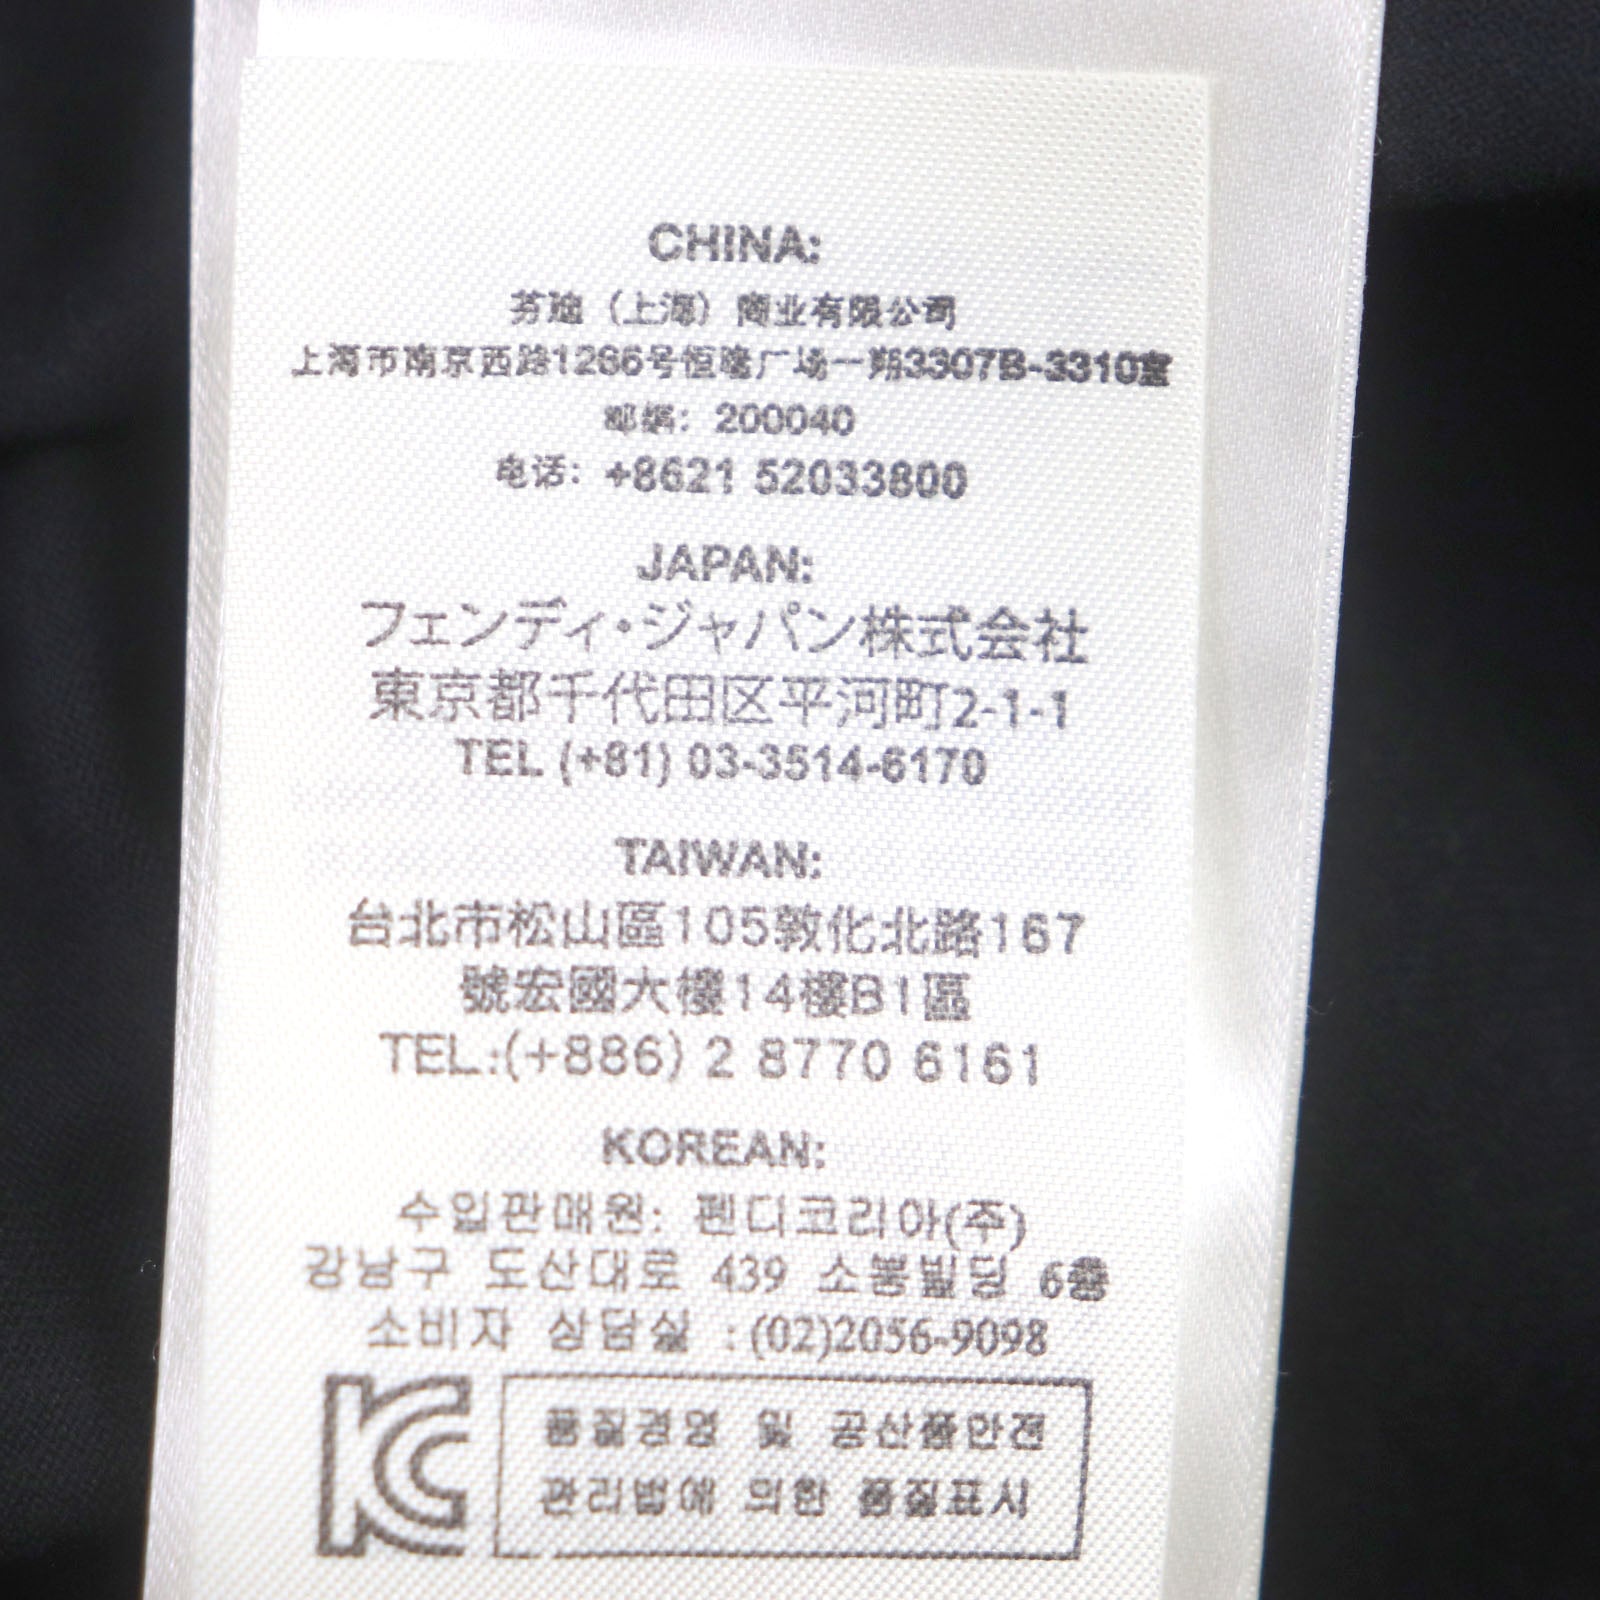 CHINA:
芬迪（上海）商业有限公司
上海市南京西路1266号恒隆广场一期3307B-3310室
邮编: 200040
电话: +8621 52033800
JAPAN:
フェンディ・ジャパン株式会社
東京都千代田区平河町2-1-1
TEL (+81) 03-3514-6170
TAIWAN:
台北市松山區105敦化北路167
號宏國大樓14樓B1區
TEL:(+886) 2 8770 6161
KOREAN:
수입판매원: 펜디코리아(주)
강남구 도산대로 439 소봉빌딩 6층
소비자 상담실 :(02)2056-9098
KC
품질경영 및 공산품안전
관리법에 의한 품질표시